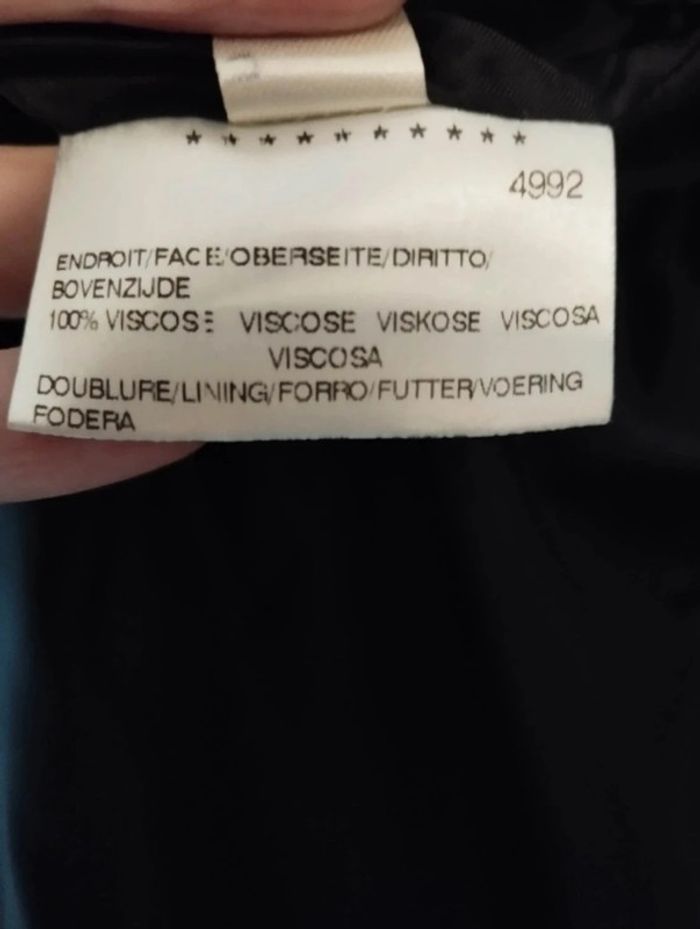 * * * * * * * * * *
4992
ENDROIT/FACE/OBERSEITE/DIRITTO/
BOVENZIJDE
100% VISCOSE VISCOSE VISKOSE VISCOSA
VISCOSA
DOUBLURE/LINING/FORRO/FUTTER/VOERING
FODERA